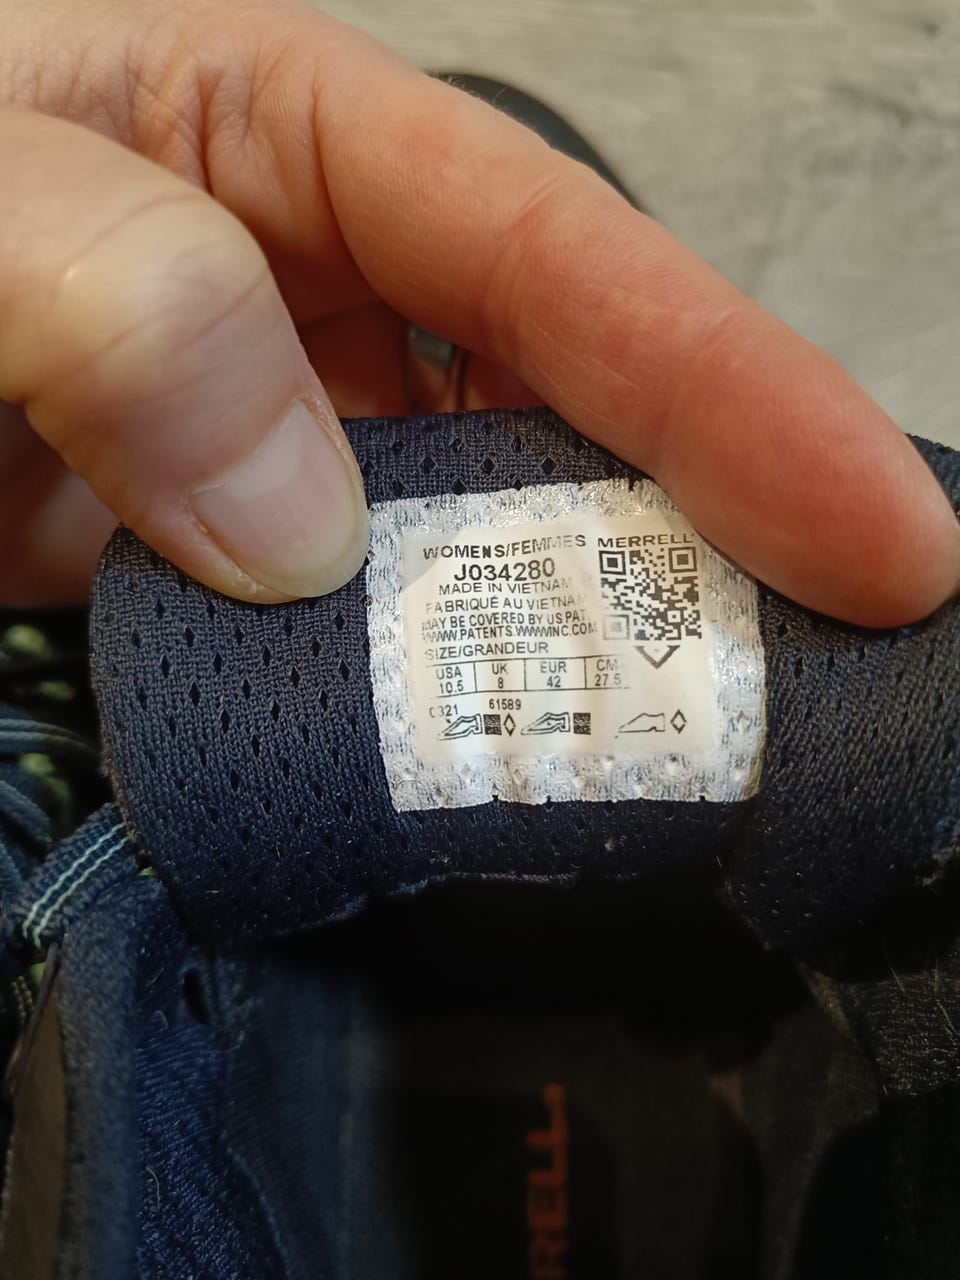 WOMENS/FEMMES
MERRELL
J034280
MADE IN VIETNAM
FABRIQUÉ AU VIETNAM
MAY BE COVERED BY US PAT
WWW.PATENTS.WWWINC.COM
SIZE/GRANDEUR
USA UK EUR CM
10.5 8 42 27.5
0321 61589
RELL